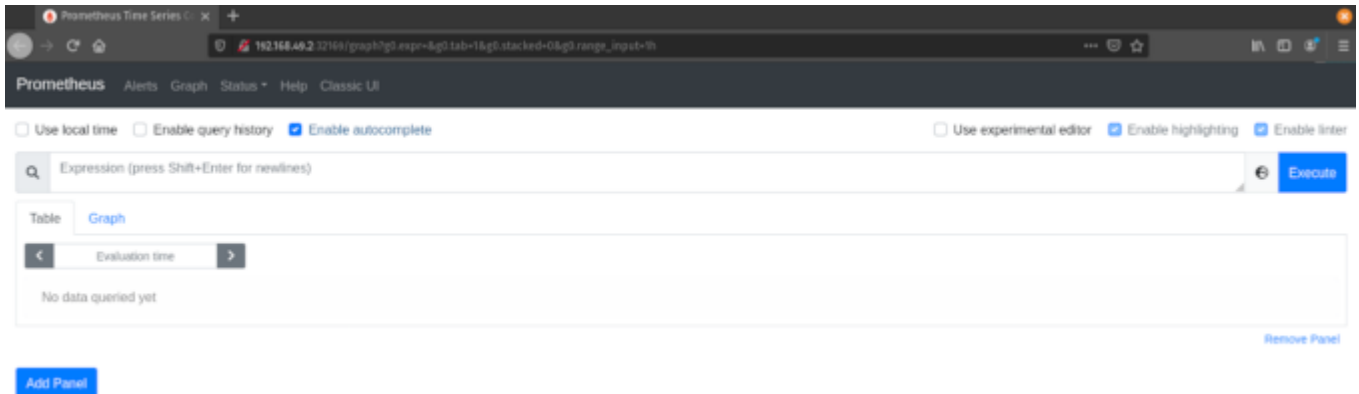 Prometheus Time Series C
192.168.49.2:32169/graph?g0.expr=&g0.tab=1&g0.stacked=0&g0.range_input=1h
Prometheus Alerts Graph Status Help Classic UI
Use local time Enable query history Enable autocomplete Use experimental editor Enable highlighting Enable linter
Expression (press Shift+Enter for newlines) Execute
Table Graph
Evaluation time
No data queried yet
Remove Panel
Add Panel